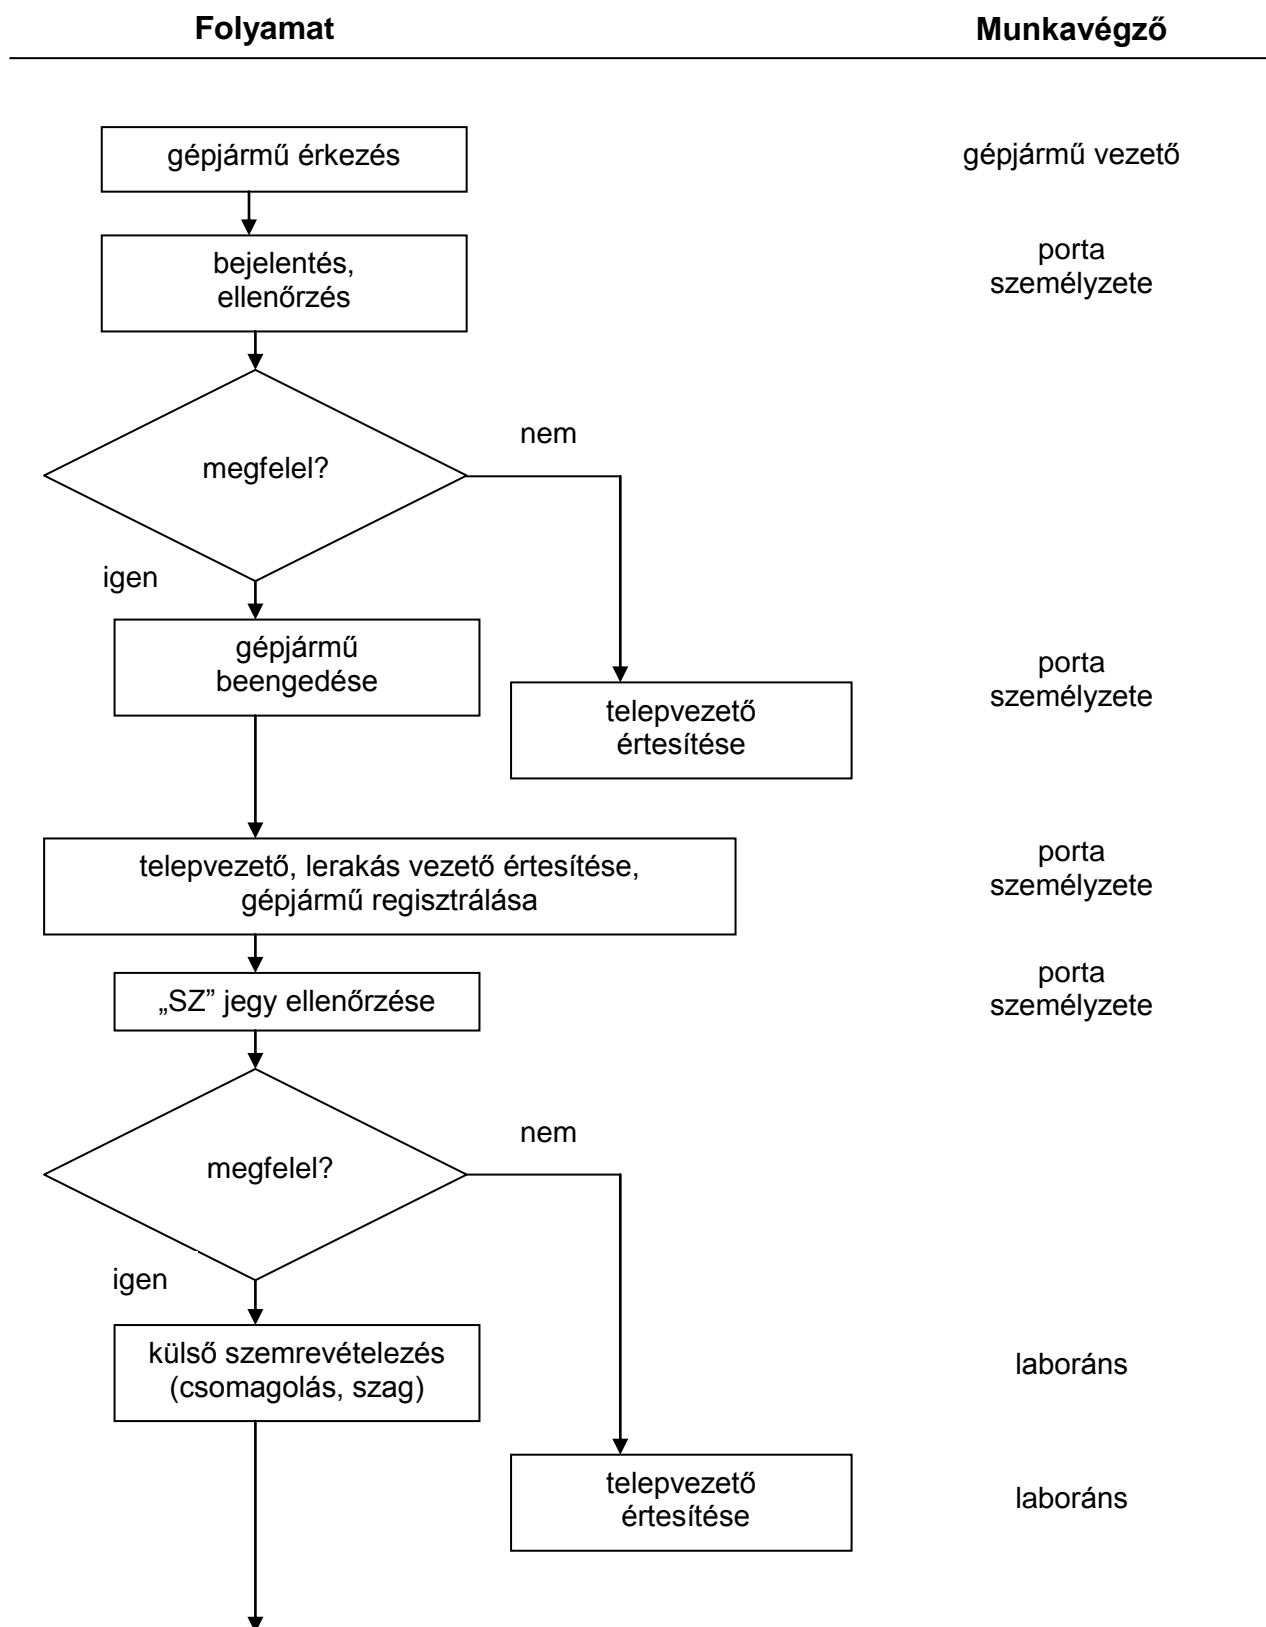 Folyamat
Munkavégző
gépjármű érkezés
gépjármű vezető
bejelentés,
ellenőrzés
porta
személyzete
megfelel?
nem
igen
gépjármű
beengedése
telepvezető
értesítése
porta
személyzete
telepvezető, lerakás vezető értesítése,
gépjármű regisztrálása
porta
személyzete
„SZ” jegy ellenőrzése
porta
személyzete
megfelel?
nem
igen
külső szemrevételezés
(csomagolás, szag)
laboráns
telepvezető
értesítése
laboráns